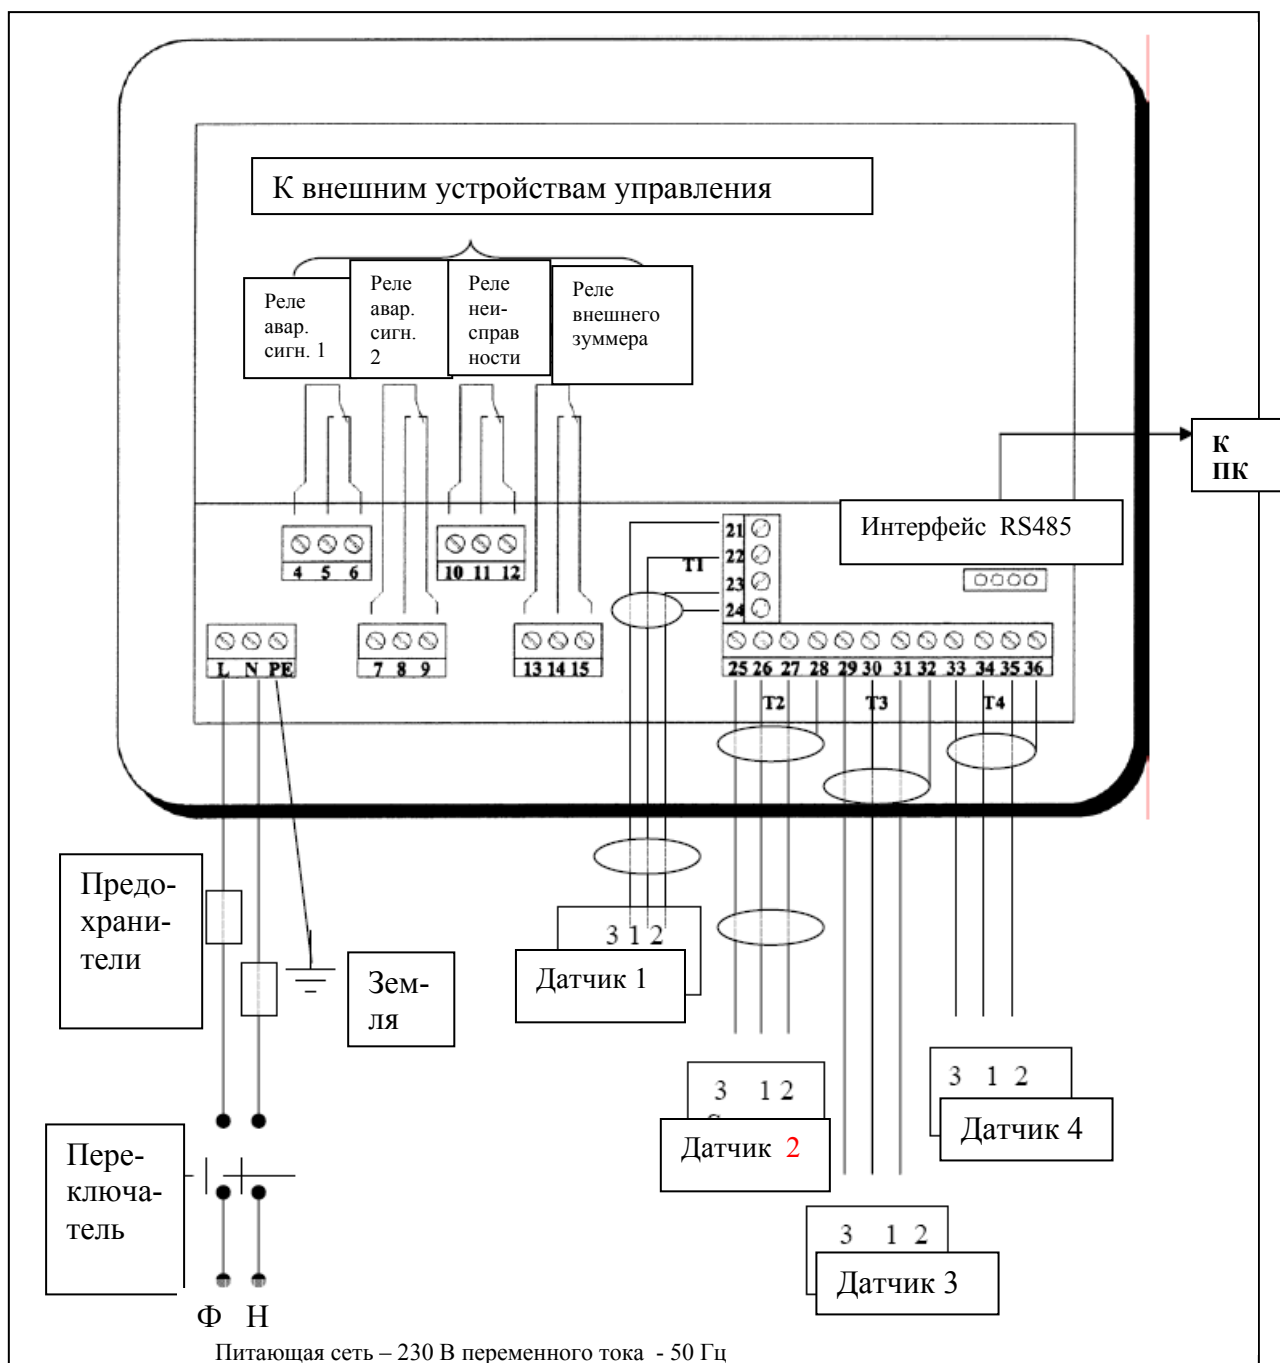 К внешним устройствам управления
Реле
авар.
сигн. 1
Реле
авар.
сигн.
2
Реле
неи-
справ
ности
Реле
внешнего
зуммера
К
ПК
Интерфейс RS485
4 5 6
10 11 12
21
22
23
24
T1
L N PE
7 8 9
13 14 15
25 26 27 28 29 30 31 32 33 34 35 36
T2 T3 T4
Предо-
храни-
тели
Зем-
ля
3 1 2
Датчик 1
3 1 2
Датчик 2
3 1 2
Датчик 4
Пере-
ключа-
тель
3 1 2
Датчик 3
Ф Н
Питающая сеть – 230 В переменного тока - 50 Гц